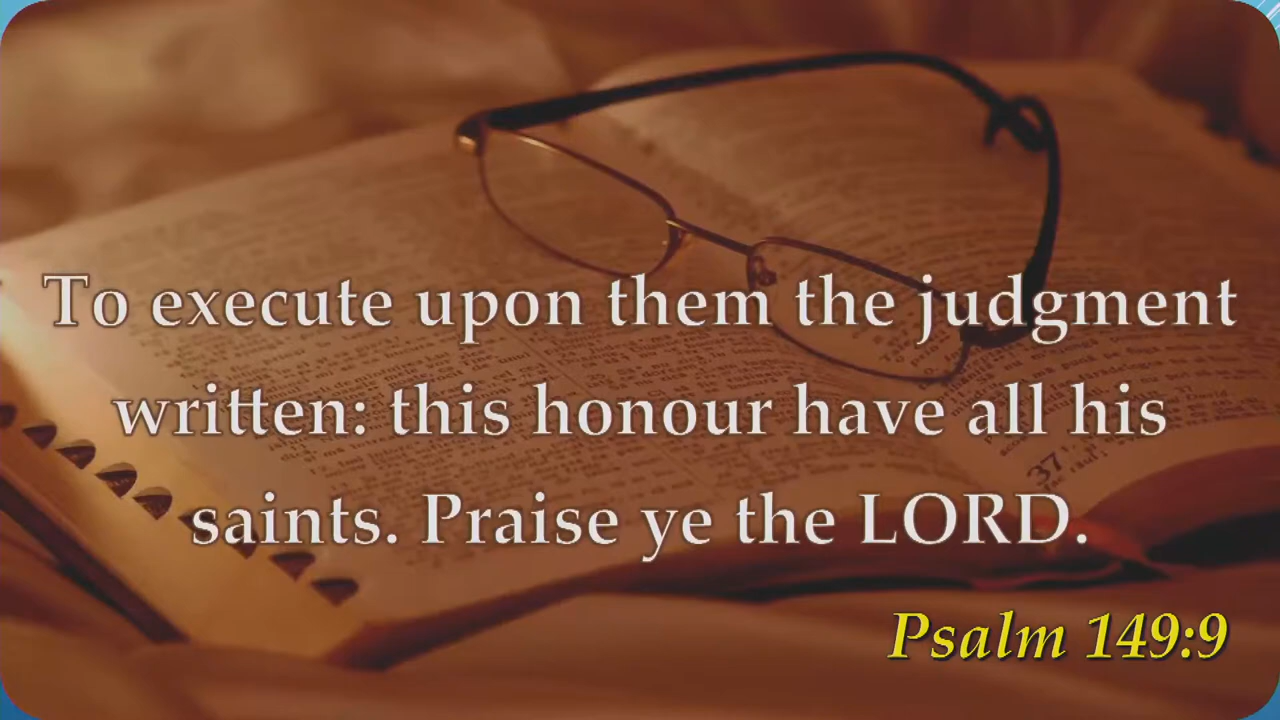 To execute upon them the judgment
written: this honour have all his
saints. Praise ye the LORD.
Psalm 149:9
37